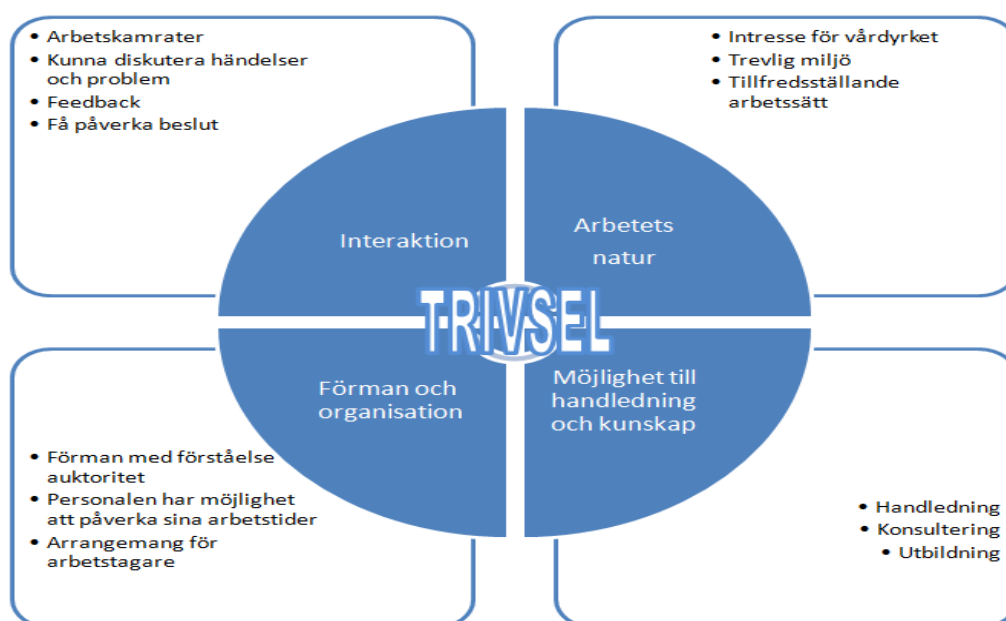 • Arbetskamrater
• Kunna diskutera händelser
och problem
• Feedback
• Få påverka beslut
• Intresse för vårdyrket
• Trevlig miljö
• Tillfredsställande
arbetssätt
Interaktion
Arbetets
natur
TRIVSEL
Förman och
organisation
Möjlighet till
handledning
och kunskap
• Förman med förståelse
auktoritet
• Personalen har möjlighet
att påverka sina arbetstider
• Arrangemang för
arbetstagare
• Handledning
• Konsultering
• Utbildning